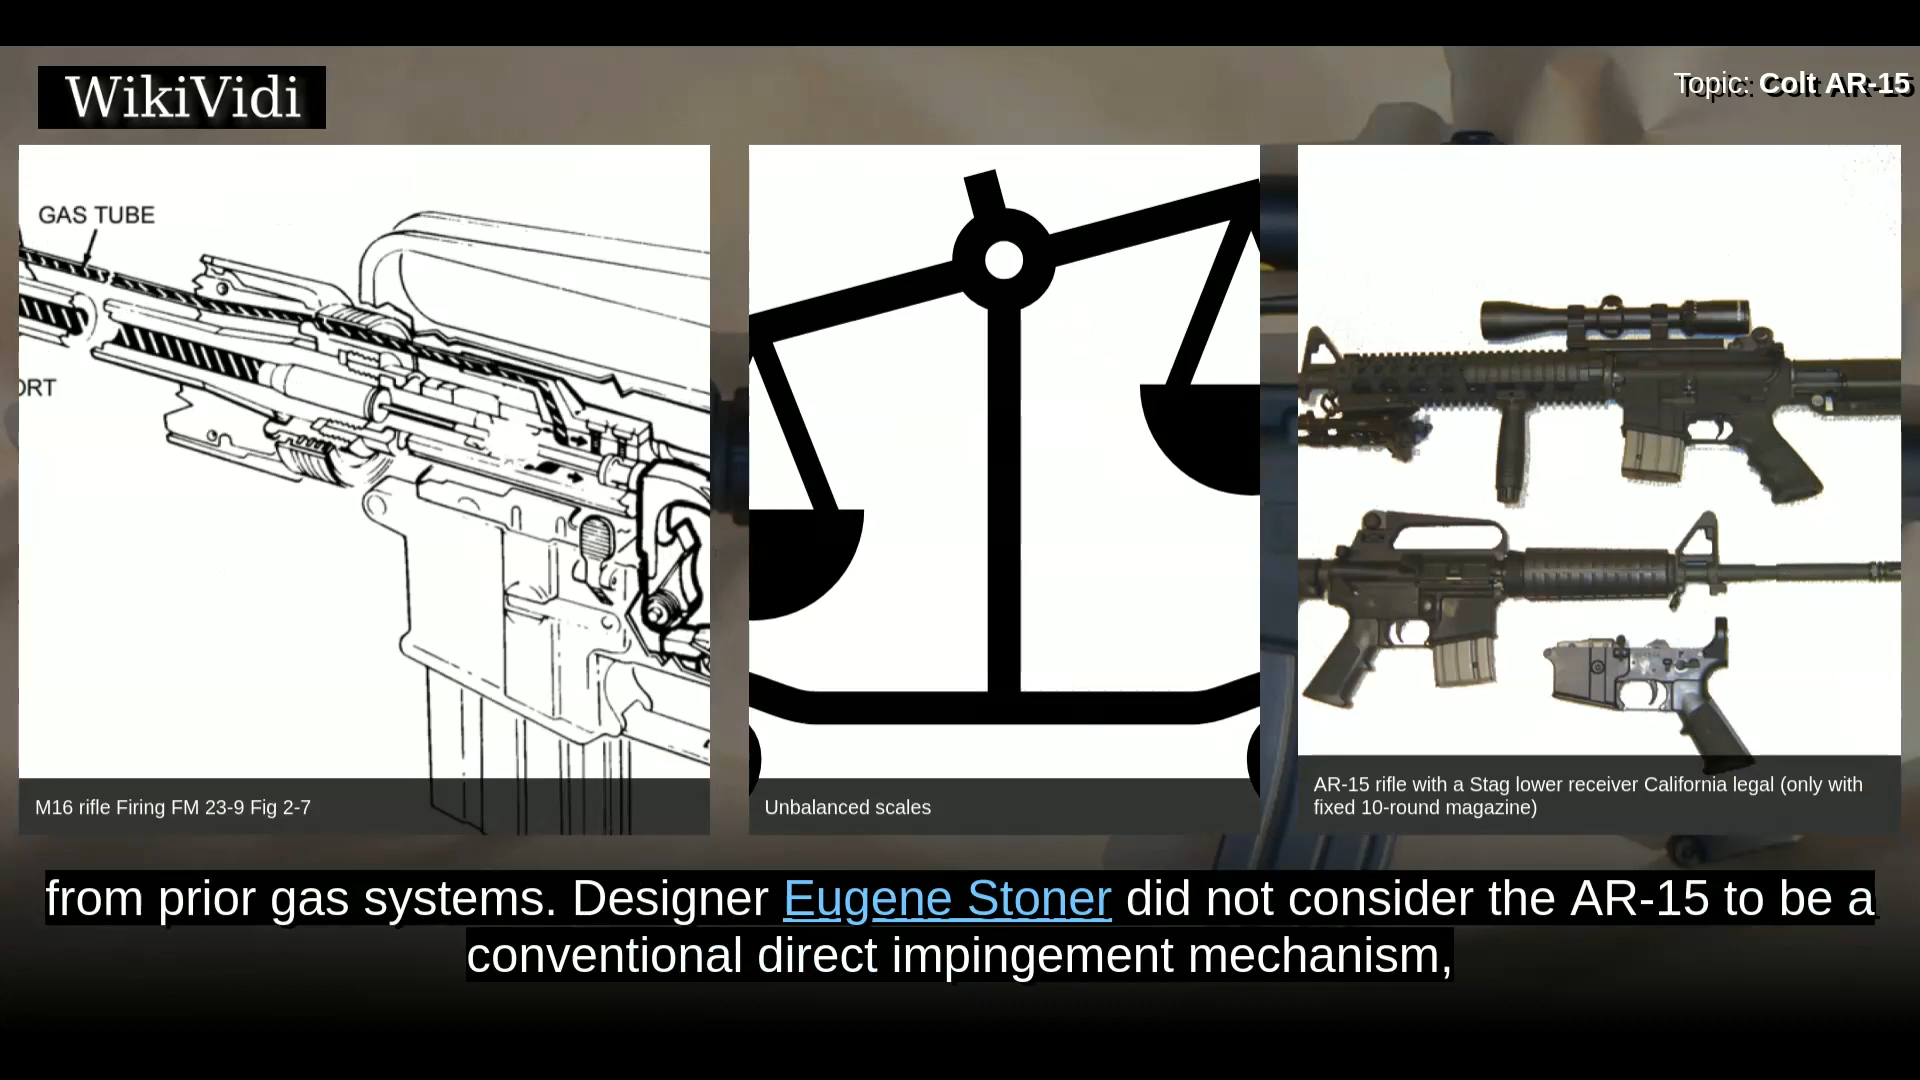 WikiVidi
Topic: Colt AR-15
GAS TUBE
ORT
M16 rifle Firing FM 23-9 Fig 2-7
Unbalanced scales
AR-15 rifle with a Stag lower receiver California legal (only with
fixed 10-round magazine)
from prior gas systems. Designer Eugene Stoner did not consider the AR-15 to be a
conventional direct impingement mechanism,